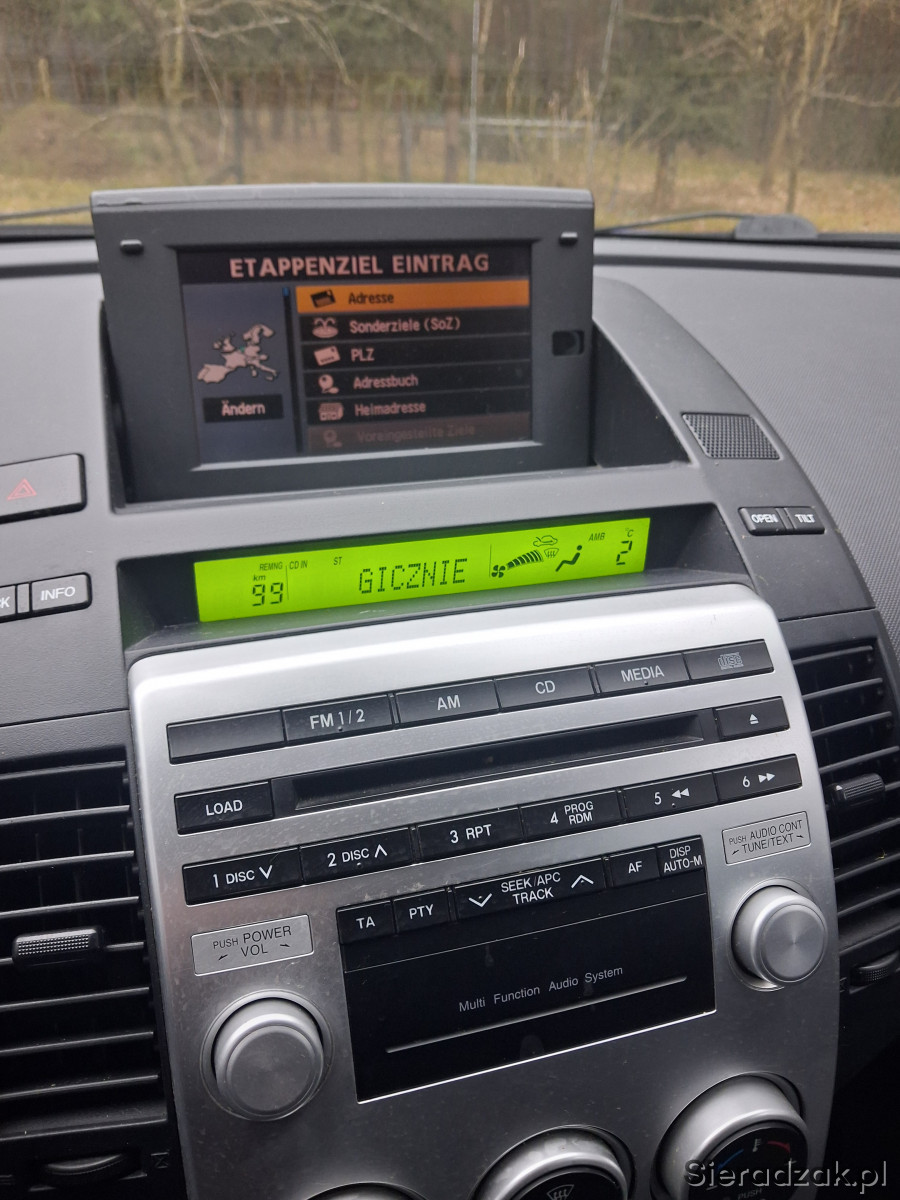 ETAPPENZIEL EINTRAG
Adresse
Sonderziele (SoZ)
PLZ
Adressbuch
Heimadresse
Voreingestellte Ziele
Ändern
OPEN
TILT
INFO
REMNG
km
99
CD IN
ST
GICZNIE
AMB
°C
2
FM 1/2
AM
CD
MEDIA
LOAD
1 DISC
2 DISC
3 RPT
4 PROG RDM
5
6
TA
PTY
SEEK/APC
TRACK
AF
DISP
AUTO-M
PUSH AUDIO CONT
TUNE/TEXT
PUSH POWER
VOL
Multi Function Audio System
Sieradzak.pl